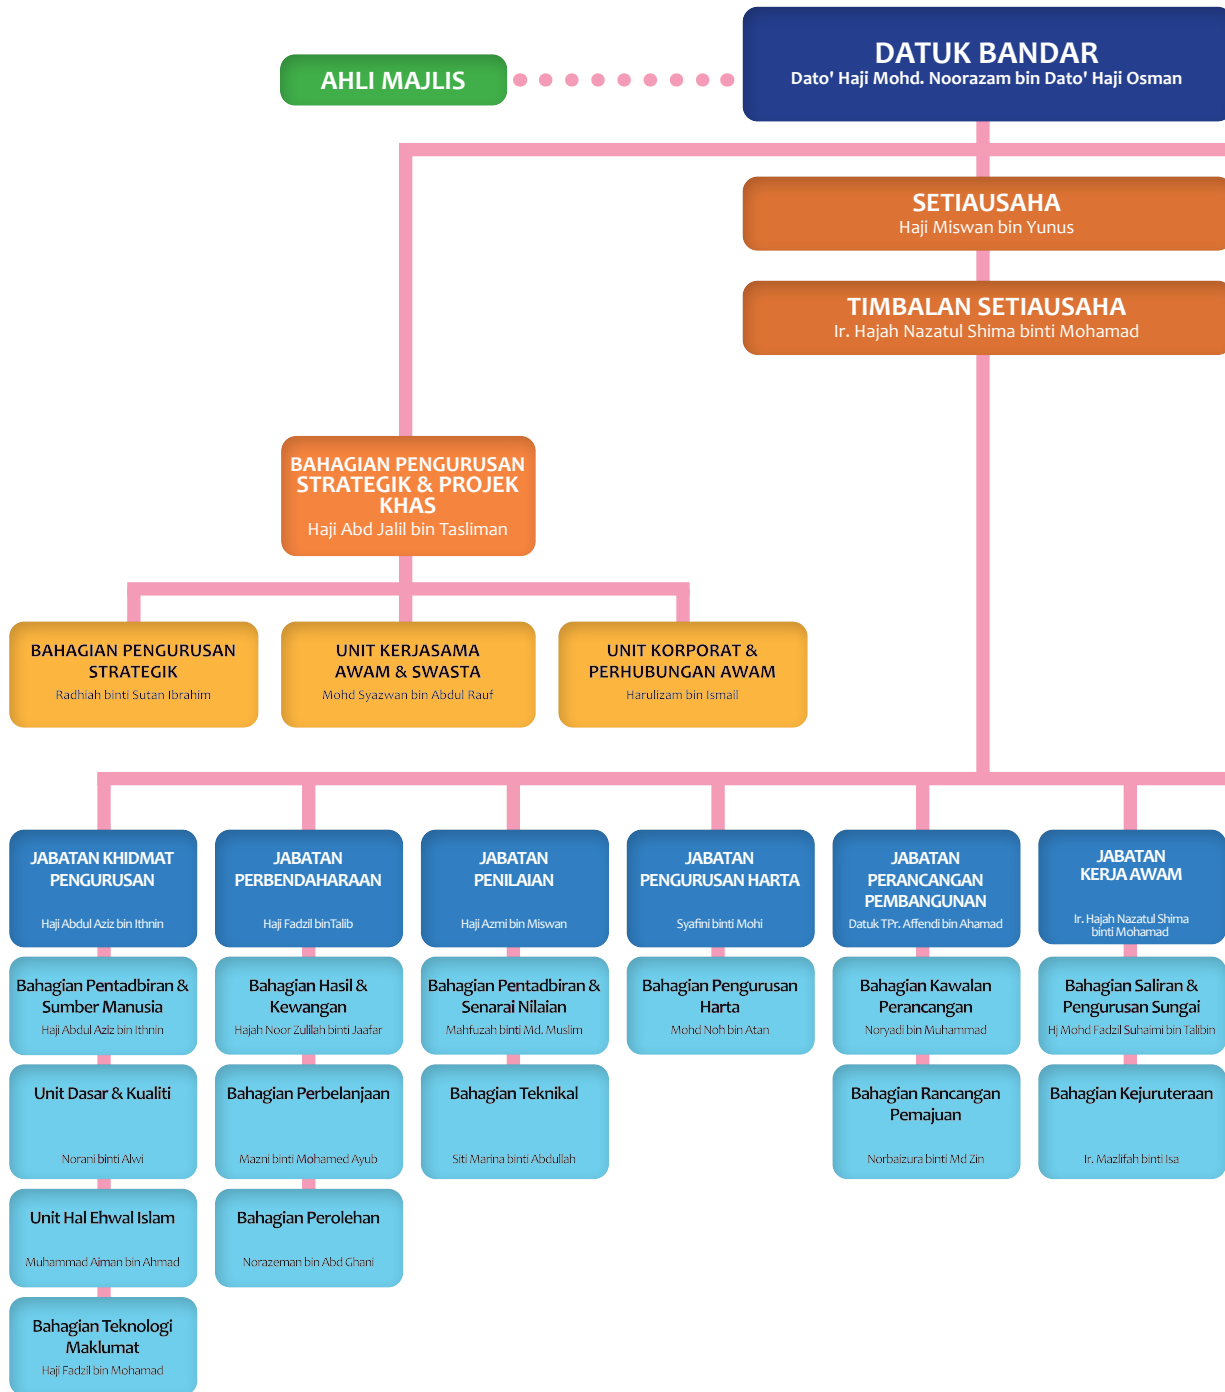 DATUK BANDAR
Dato' Haji Mohd. Noorazam bin Dato' Haji Osman
AHLI MAJLIS
SETIAUSAHA
Haji Miswan bin Yunus
TIMBALAN SETIAUSAHA
Ir. Hajah Nazatul Shima binti Mohamad
BAHAGIAN PENGURUSAN
STRATEGIK & PROJEK
KHAS
Haji Abd Jalil bin Tasliman
BAHAGIAN PENGURUSAN
STRATEGIK
Radhiah binti Sutan Ibrahim
UNIT KERJASAMA
AWAM & SWASTA
Mohd Syazwan bin Abdul Rauf
UNIT KORPORAT &
PERHUBUNGAN AWAM
Harulizam bin Ismail
JABATAN KHIDMAT
PENGURUSAN
Haji Abdul Aziz bin Ithnin
Bahagian Pentadbiran &
Sumber Manusia
Haji Abdul Aziz bin Ithnin
Unit Dasar & Kualiti
Norani binti Alwi
Unit Hal Ehwal Islam
Muhammad Aiman bin Ahmad
Bahagian Teknologi
Maklumat
Haji Fadzil bin Mohamad
JABATAN
PERBENDAHARAAN
Haji Fadzil binTalib
Bahagian Hasil &
Kewangan
Hajah Noor Zulilah binti Jaafar
Bahagian Perbelanjaan
Mazni binti Mohamed Ayub
Bahagian Perolehan
Norazeman bin Abd Ghani
JABATAN
PENILAIAN
Haji Azmi bin Miswan
Bahagian Pentadbiran &
Senarai Nilaian
Mahfuzah binti Md. Muslim
Bahagian Teknikal
Siti Marina binti Abdullah
JABATAN
PENGURUSAN HARTA
Syafini binti Mohi
Bahagian Pengurusan
Harta
Mohd Noh bin Atan
JABATAN
PERANCANGAN
PEMBANGUNAN
Datuk TPr. Affendi bin Ahamad
Bahagian Kawalan
Perancangan
Noryadi bin Muhammad
Bahagian Rancangan
Pemajuan
Norbaizura binti Md Zin
JABATAN
KERJA AWAM
Ir. Hajah Nazatul Shima
binti Mohamad
Bahagian Saliran &
Pengurusan Sungai
Hj Mohd Fadzil Suhaimi bin Talibin
Bahagian Kejuruteraan
Ir. Mazlifah binti Isa